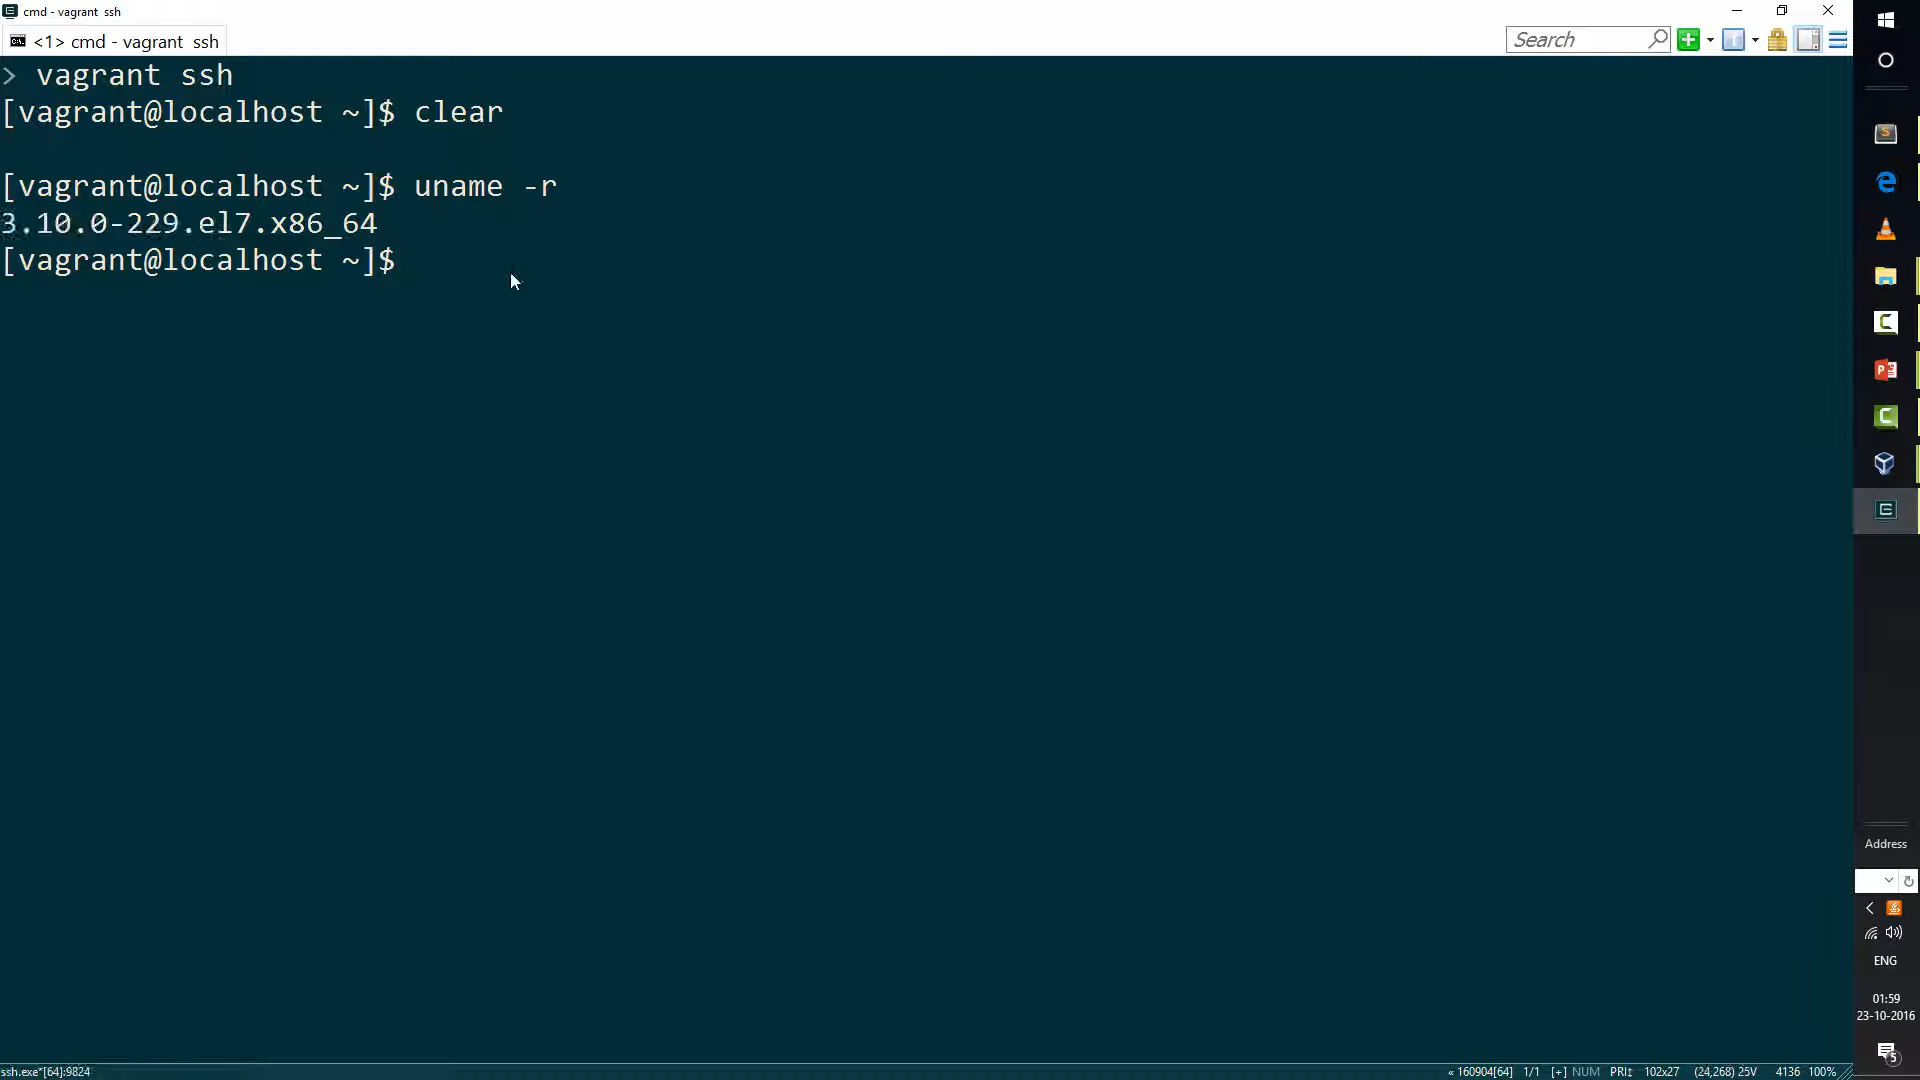 cmd - vagrant  ssh
<1> cmd - vagrant  ssh
Search
> vagrant ssh
[vagrant@localhost ~]$ clear
[vagrant@localhost ~]$ uname -r
3.10.0-229.el7.x86_64
[vagrant@localhost ~]$
Address
ENG
01:59
23-10-2016
5
ssh.exe*[64]:9824
« 160904[64]  1/1  [+] NUM  PRI↕  102x27  (24,268) 25V  4136  100%